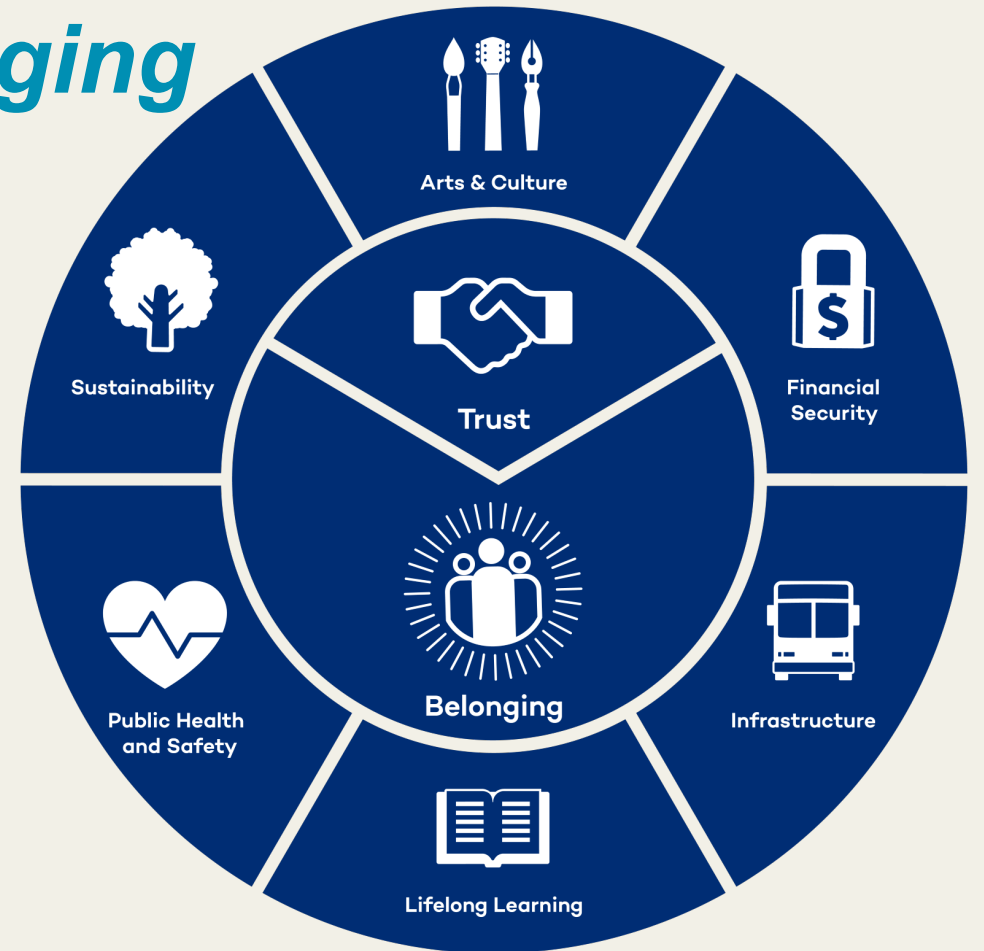 ging
Arts & Culture
Sustainability
Trust
$
Financial
Security
Belonging
Public Health
and Safety
Infrastructure
Lifelong Learning